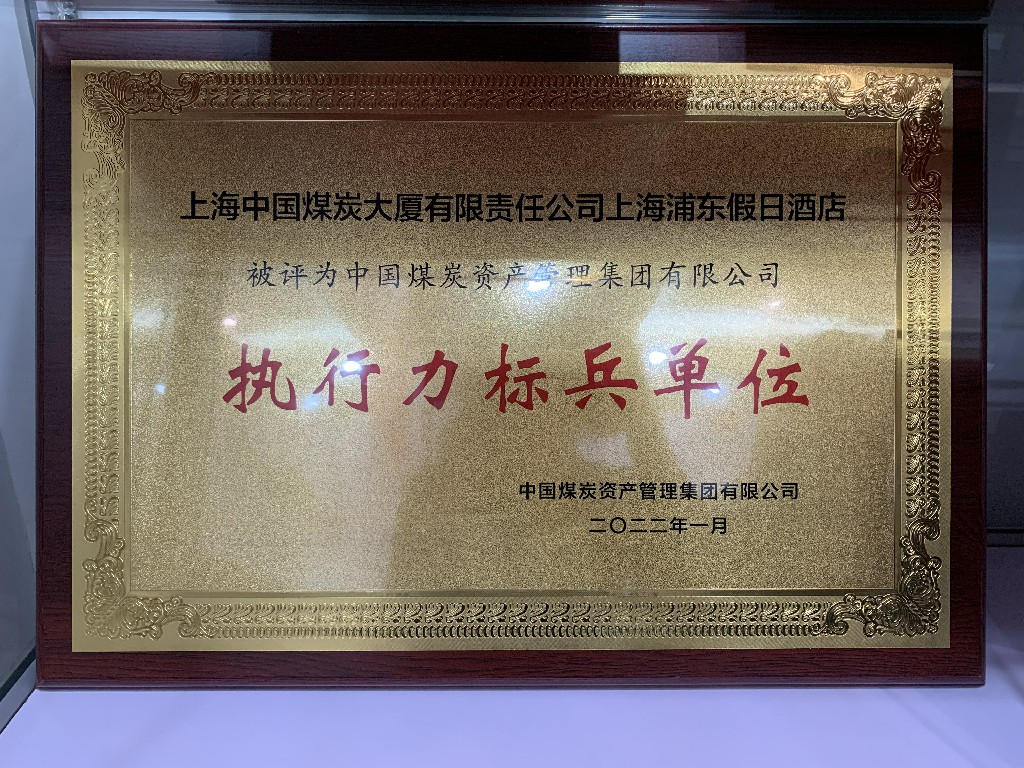 上海中国煤炭大厦有限责任公司上海浦东假日酒店
被评为中国煤炭资产管理集团有限公司
执行力标兵单位
中国煤炭资产管理集团有限公司
二〇二二年一月